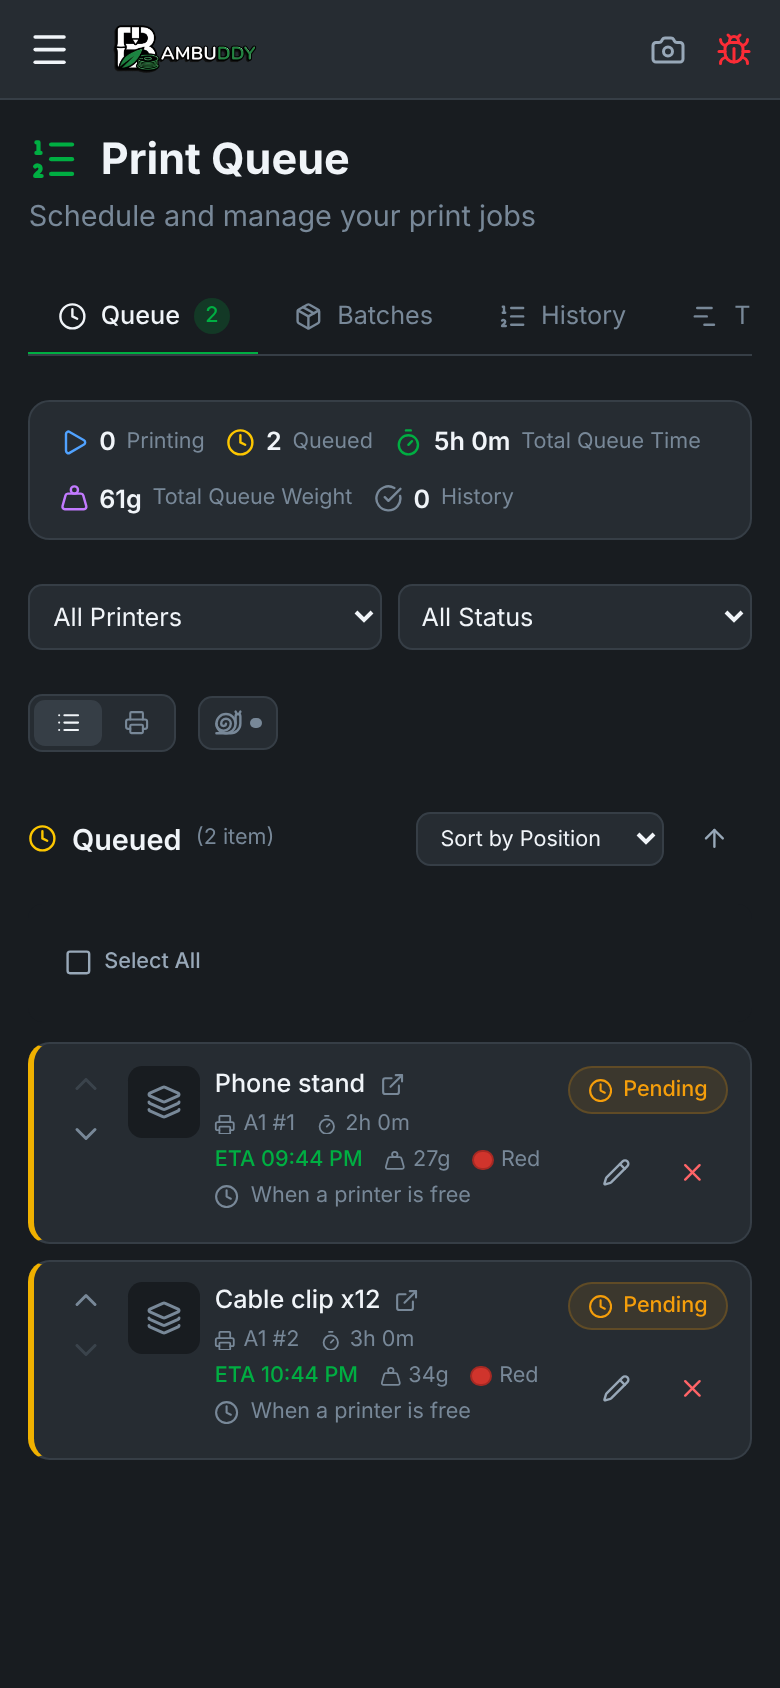 BAMBUDDY
Print Queue
Schedule and manage your print jobs
Queue 2 Batches History T
0 Printing 2 Queued 5h 0m Total Queue Time
61g Total Queue Weight 0 History
All Printers All Status
Queued (2 item) Sort by Position
Select All
Phone stand Pending
A1 #1 2h 0m
ETA 09:44 PM 27g Red
When a printer is free
Cable clip x12 Pending
A1 #2 3h 0m
ETA 10:44 PM 34g Red
When a printer is free